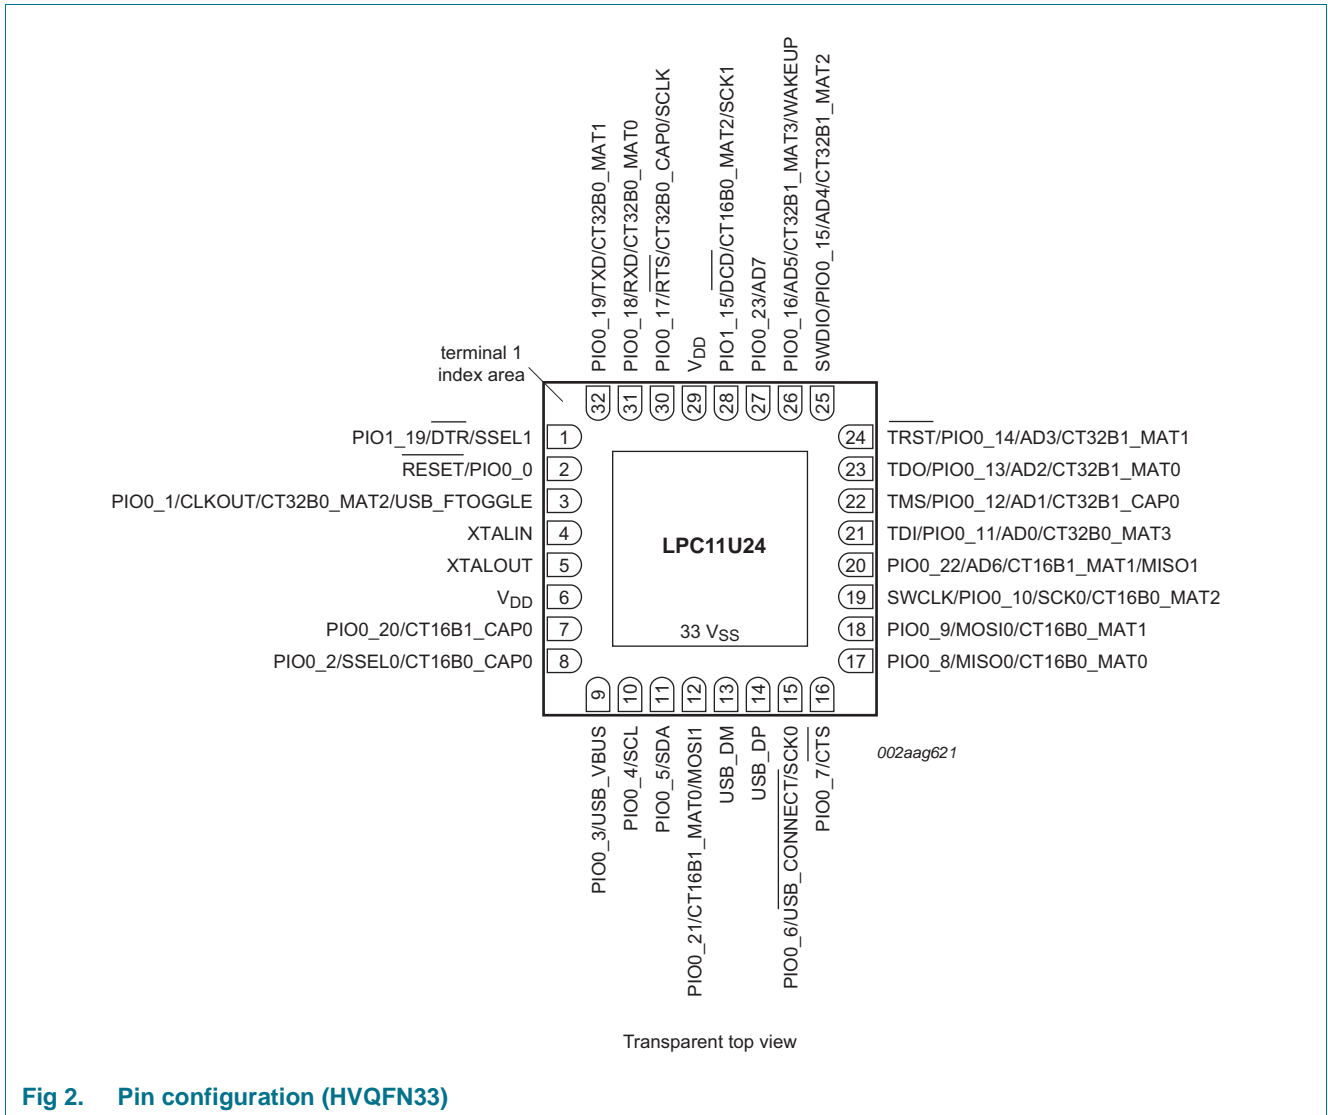 PIO0_19/TXD/CT32B0_MAT1
PIO0_18/RXD/CT32B0_MAT0
PIO0_17/RTS/CT32B0_CAP0/SCLK
VDD
PIO1_15/DCD/CT16B0_MAT2/SCK1
PIO0_23/AD7
PIO0_16/AD5/CT32B1_MAT3/WAKEUP
SWDIO/PIO0_15/AD4/CT32B1_MAT2
terminal 1
index area
32 31 30 29 28 27 26 25
PIO1_19/DTR/SSEL1 1
RESET/PIO0_0 2
PIO0_1/CLKOUT/CT32B0_MAT2/USB_FTOGGLE 3
XTALIN 4
XTALOUT 5
VDD 6
PIO0_20/CT16B1_CAP0 7
PIO0_2/SSEL0/CT16B0_CAP0 8
LPC11U24
33 VSS
24 TRST/PIO0_14/AD3/CT32B1_MAT1
23 TDO/PIO0_13/AD2/CT32B1_MAT0
22 TMS/PIO0_12/AD1/CT32B1_CAP0
21 TDI/PIO0_11/AD0/CT32B0_MAT3
20 PIO0_22/AD6/CT16B1_MAT1/MISO1
19 SWCLK/PIO0_10/SCK0/CT16B0_MAT2
18 PIO0_9/MOSI0/CT16B0_MAT1
17 PIO0_8/MISO0/CT16B0_MAT0
9 10 11 12 13 14 15 16
PIO0_3/USB_VBUS
PIO0_4/SCL
PIO0_5/SDA
PIO0_21/CT16B1_MAT0/MOSI1
USB_DM
USB_DP
PIO0_6/USB_CONNECT/SCK0
PIO0_7/CTS
002aag621
Transparent top view
Fig 2. Pin configuration (HVQFN33)